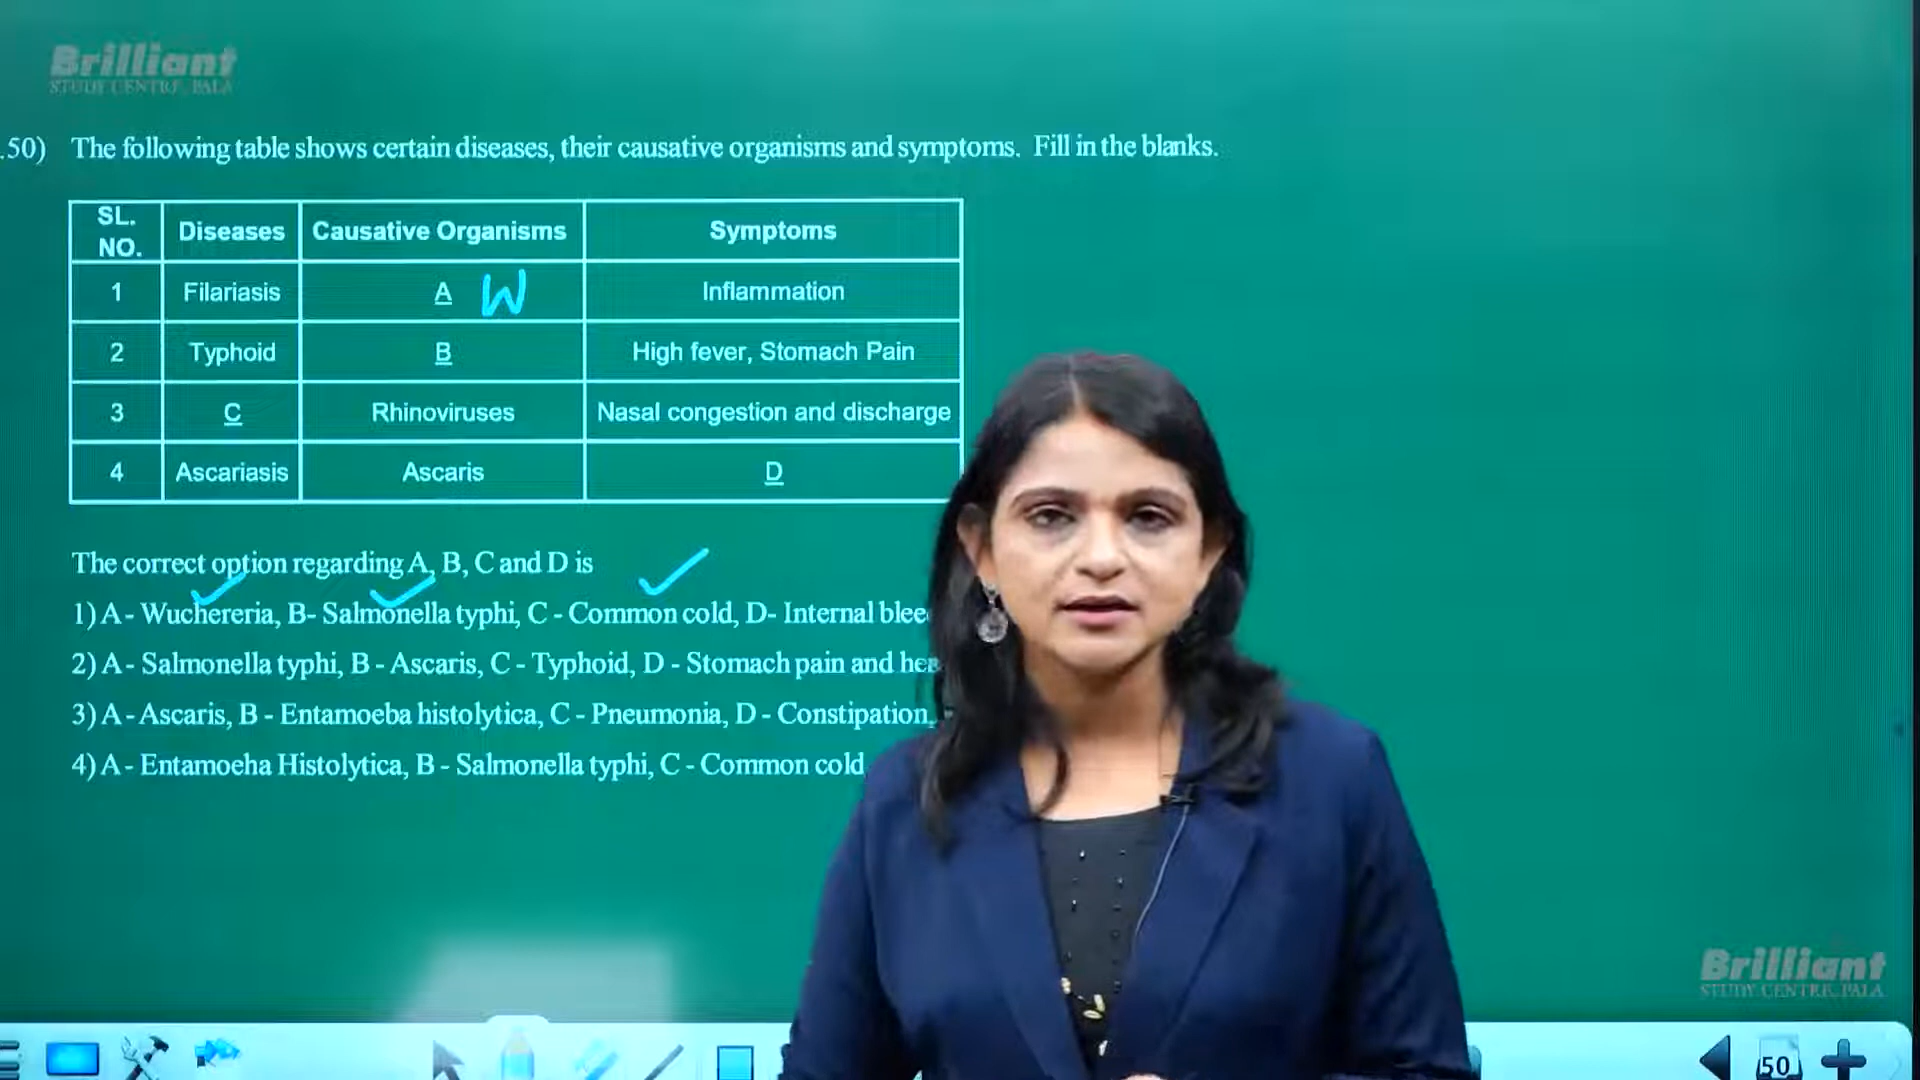 Brilliant
STUDY CENTRE, PALA
.50) The following table shows certain diseases, their causative organisms and symptoms. Fill in the blanks.
SL. NO. Diseases Causative Organisms Symptoms
1 Filariasis A W Inflammation
2 Typhoid B High fever, Stomach Pain
3 C Rhinoviruses Nasal congestion and discharge
4 Ascariasis Ascaris D
The correct option regarding A, B, C and D is
1) A - Wuchereria, B- Salmonella typhi, C - Common cold, D- Internal
2) A - Salmonella typhi, B - Ascaris, C - Typhoid, D - Stomach pain and
3) A - Ascaris, B - Entamoeba histolytica, C - Pneumonia, D - Constipation,
4) A - Entamoeha Histolytica, B - Salmonella typhi, C - Common cold
Brilliant
STUDY CENTRE, PALA
50